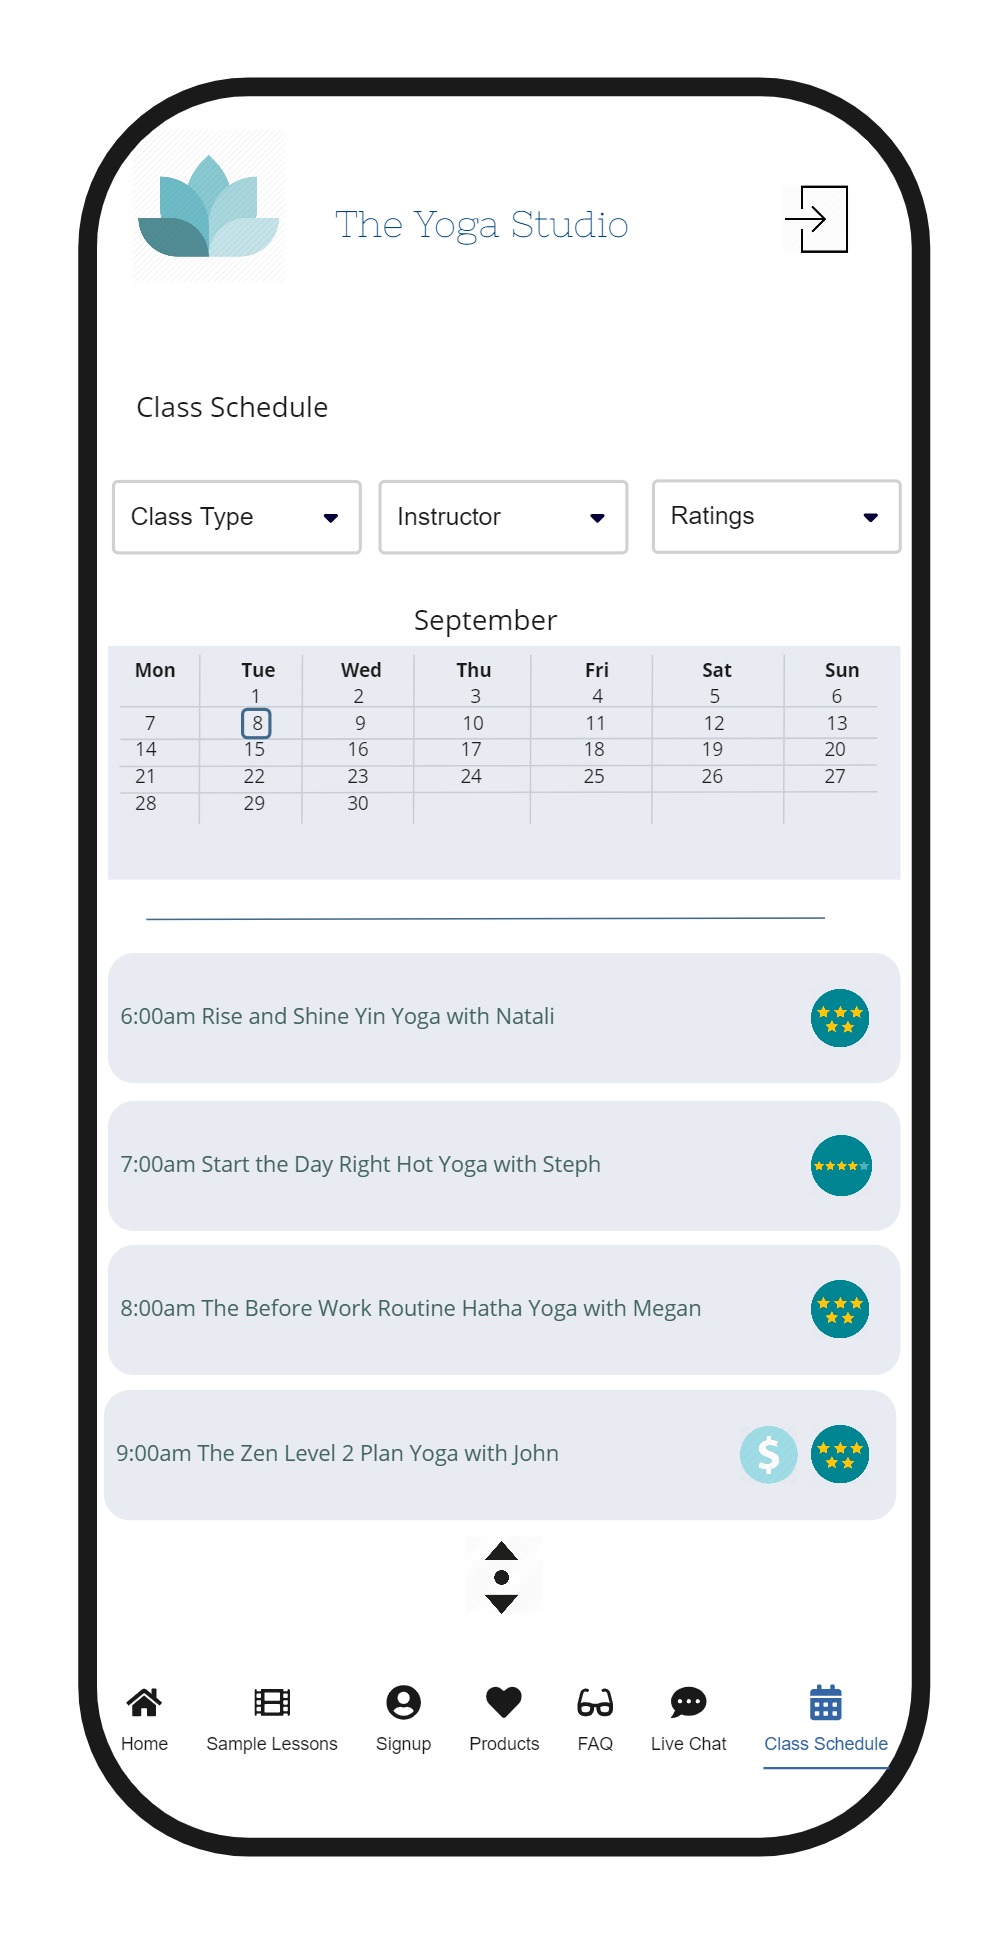 The Yoga Studio
Class Schedule
Class Type Instructor Ratings
September
Mon Tue Wed Thu Fri Sat Sun
1 2 3 4 5 6
7 8 9 10 11 12 13
14 15 16 17 18 19 20
21 22 23 24 25 26 27
28 29 30
6:00am Rise and Shine Yin Yoga with Natali
7:00am Start the Day Right Hot Yoga with Steph
8:00am The Before Work Routine Hatha Yoga with Megan
9:00am The Zen Level 2 Plan Yoga with John $
Home Sample Lessons Signup Products FAQ Live Chat Class Schedule